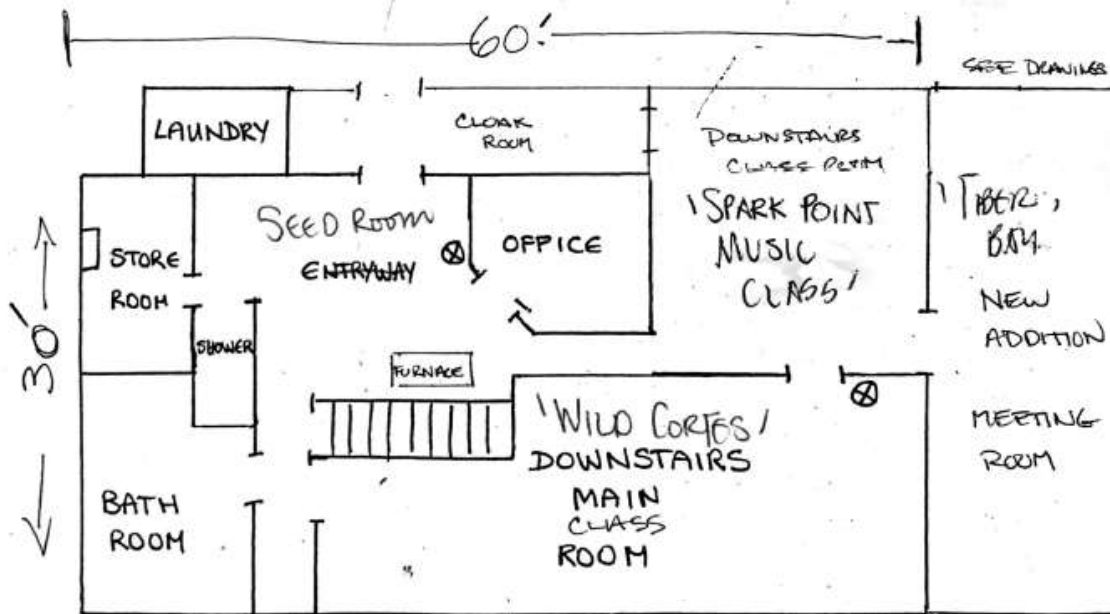 60'
SEE DRAWINGS
LAUNDRY
CLOAK
ROOM
DOWNSTAIRS
CLASS ROOM
'SPARK POINT
MUSIC
CLASS'
SEED ROOM
ENTRYWAY
OFFICE
STORE
ROOM
SHOWER
30'
FURNACE
'WILD CORTES'
DOWNSTAIRS
MAIN
CLASS
ROOM
BATH
ROOM
BAY
NEW
ADDITION
MEETING
ROOM